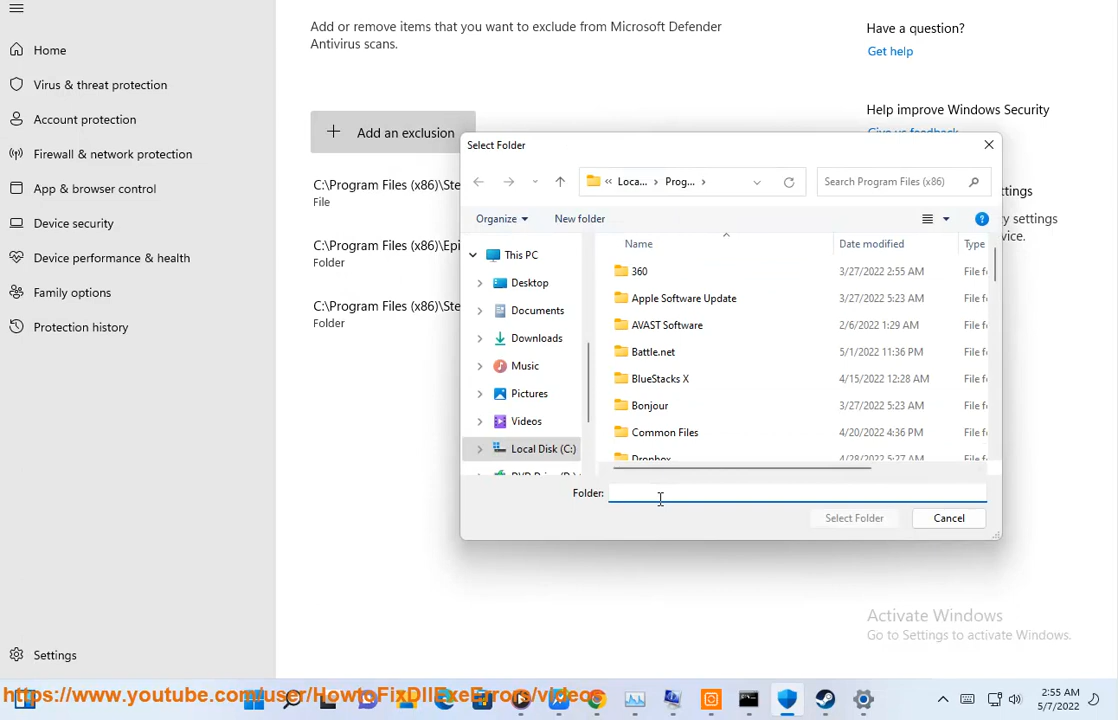 Add or remove items that you want to exclude from Microsoft Defender
Antivirus scans.
Home
Virus & threat protection
Account protection
Firewall & network protection
App & browser control
Device security
Device performance & health
Family options
Protection history
Settings
Add an exclusion
C:\Program Files (x86)\Ste
File
C:\Program Files (x86)\Epi
Folder
C:\Program Files (x86)\Ste
Folder
Have a question?
Get help
Help improve Windows Security
Give us feedback
ttings
y settings
vice.
Select Folder
« Loca... › Prog... ›
Search Program Files (x86)
Organize
New folder
This PC
Desktop
Documents
Downloads
Music
Pictures
Videos
Local Disk (C:)
DVD Drive (D:)
Name Date modified Type
360 3/27/2022 2:55 AM File f
Apple Software Update 3/27/2022 5:23 AM File f
AVAST Software 2/6/2022 1:29 AM File f
Battle.net 5/1/2022 11:36 PM File f
BlueStacks X 4/15/2022 12:28 AM File f
Bonjour 3/27/2022 5:23 AM File f
Common Files 4/20/2022 4:36 PM File f
Dropbox 4/28/2022 5:27 AM File f
Folder:
Select Folder
Cancel
Activate Windows
Go to Settings to activate Windows.
https://www.youtube.com/user/HowtoFixDllExeErrors/videos
2:55 AM
5/7/2022